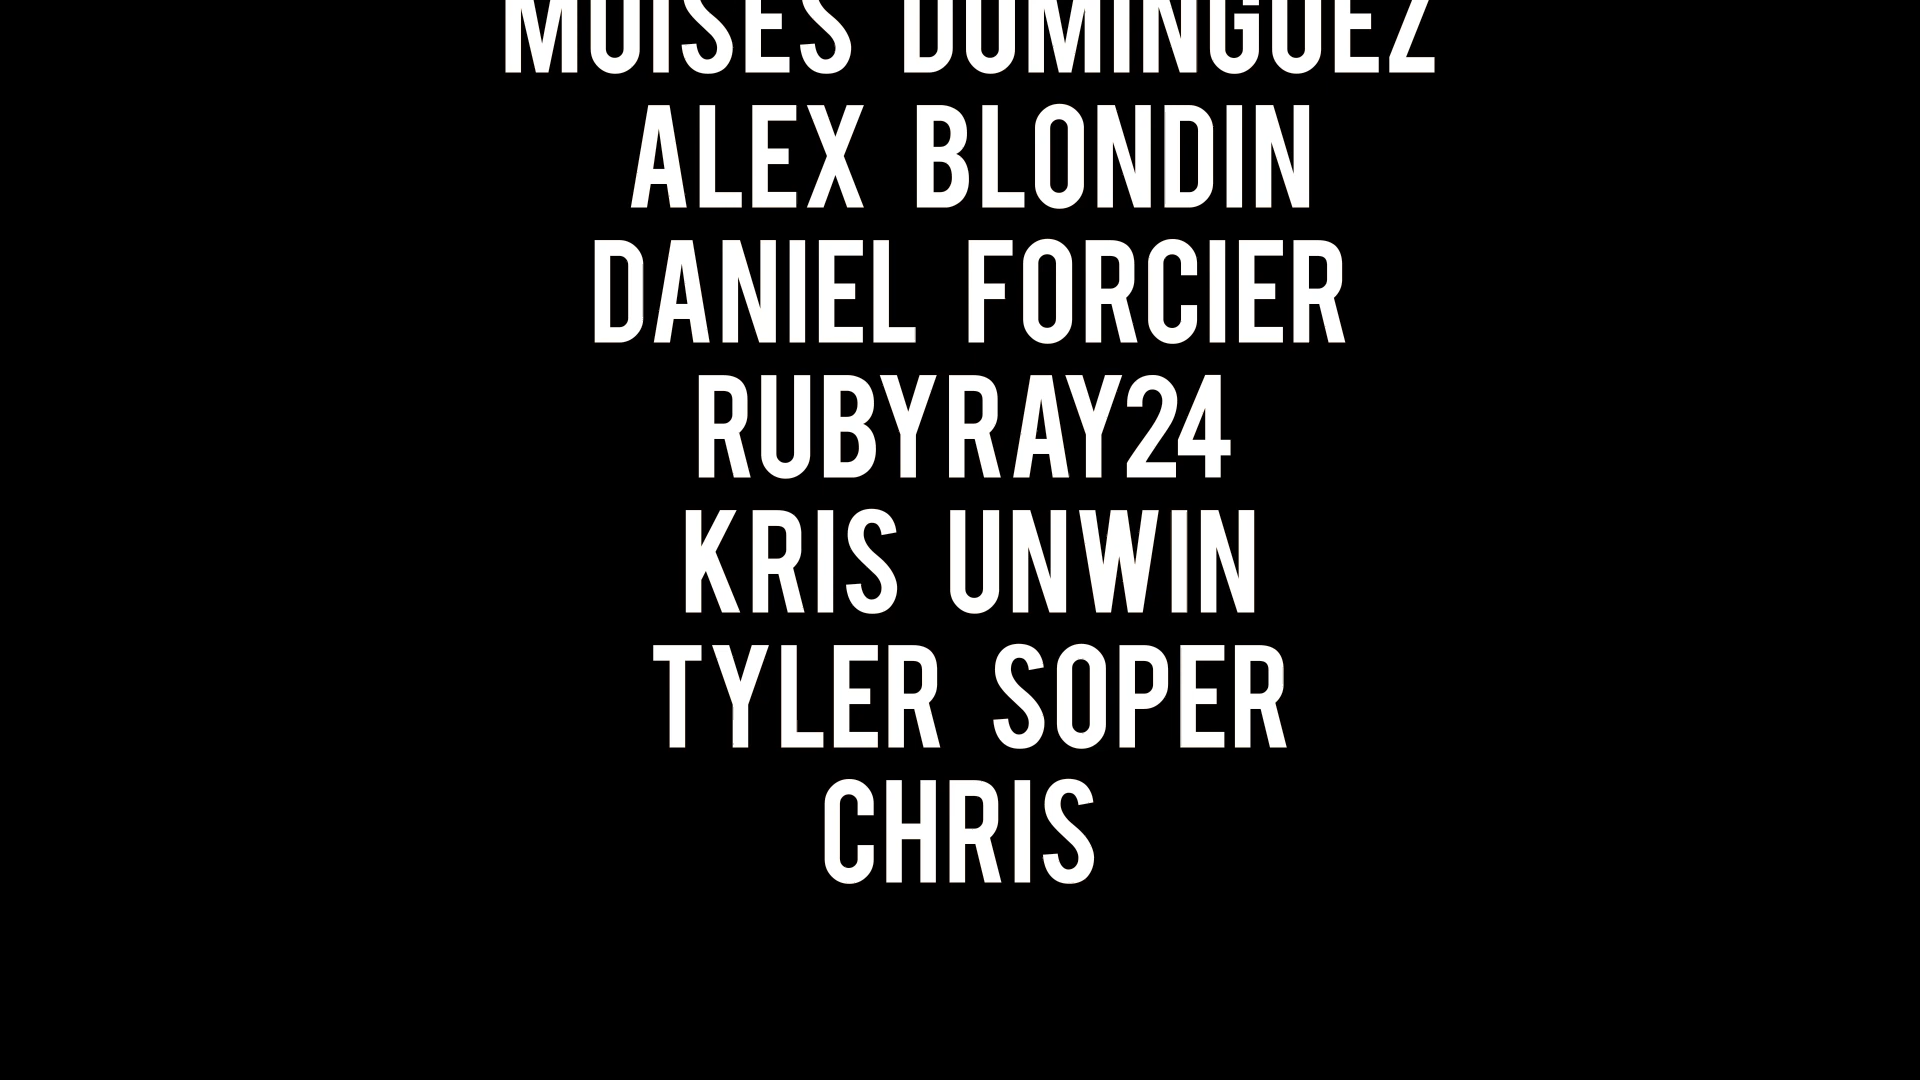 MOISES DOMINGUEZ
ALEX BLONDIN
DANIEL FORCIER
RUBYRAY24
KRIS UNWIN
TYLER SOPER
CHRIS